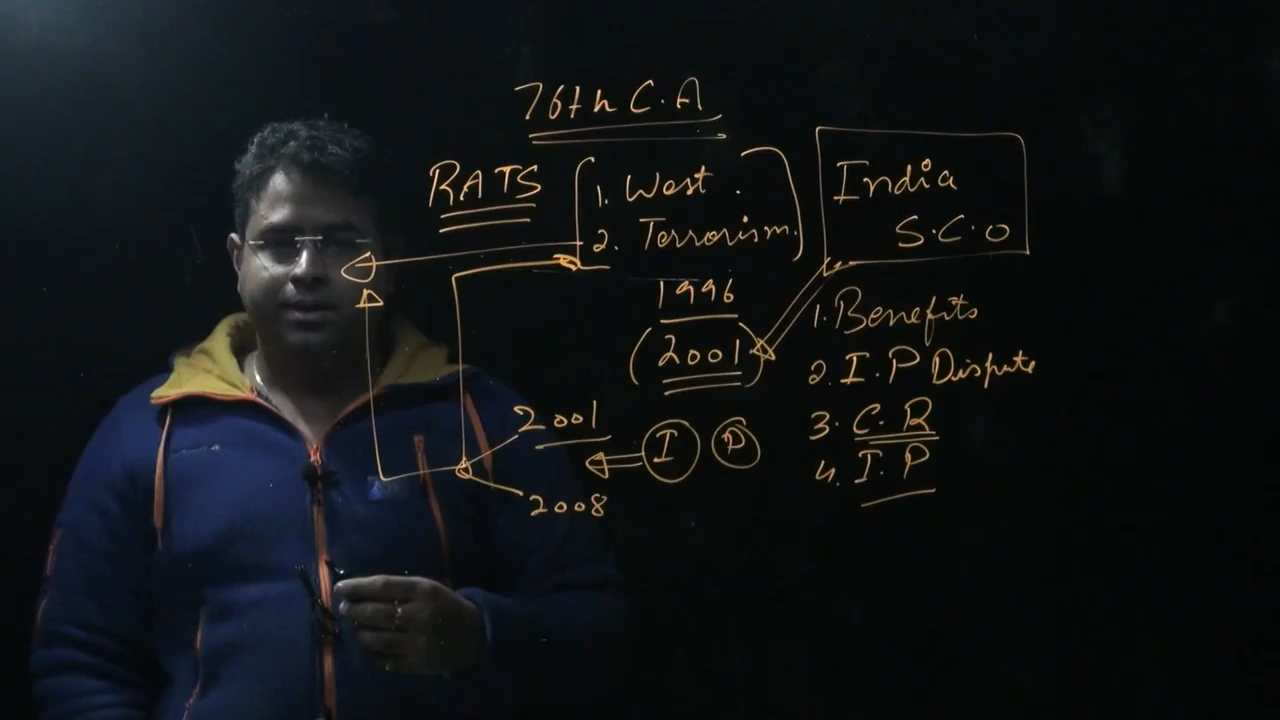 76th C.A
RATS
1. West.
2. Terrorism.
1996
(2001)
2001
2008
I P
India
S.C.O
1. Benefits
2. I.P Dispute
3. C.R
4. I.P